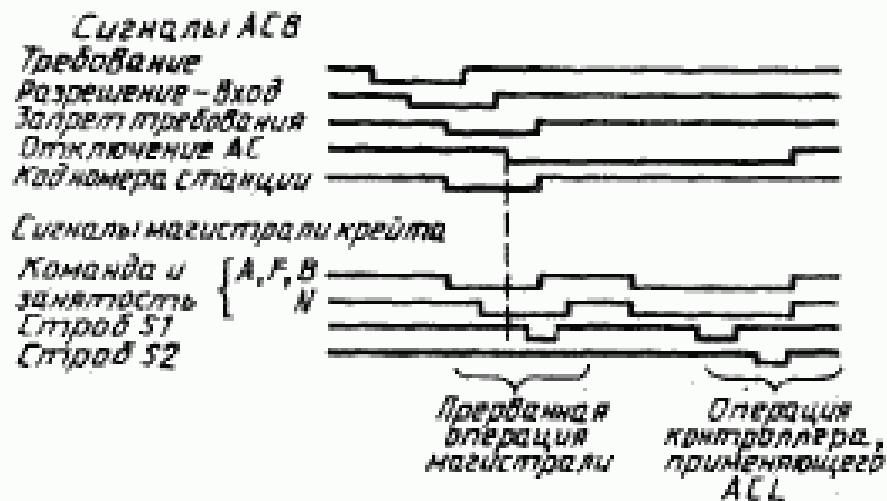 Сигналы АСВ
Требование
Разрешение-Вход
Запрет требования
Отключение АС
Код номера станции
Сигналы магистрали крейта
Команда и { A, F, B
занятость N
Строб S1
Строб S2
Прерванная
операция
магистрали
Операция
контроллера,
применяющего
ACL